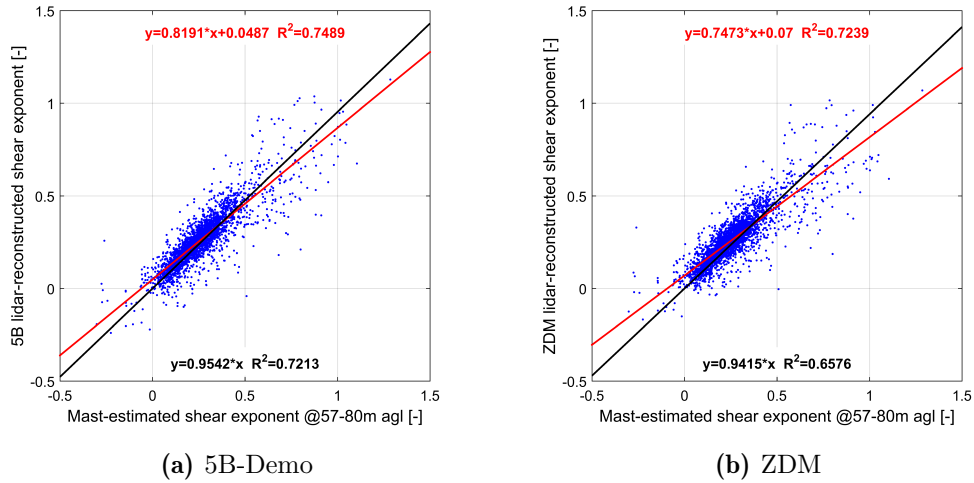 1.5
y=0.8191*x+0.0487 R²=0.7489
1
0.5
0
-0.5
y=0.9542*x R²=0.7213
-0.5 0 0.5 1 1.5
5B lidar-reconstructed shear exponent [-]
Mast-estimated shear exponent @57-80m agl [-]
(a) 5B-Demo
1.5
y=0.7473*x+0.07 R²=0.7239
1
0.5
0
-0.5
y=0.9415*x R²=0.6576
-0.5 0 0.5 1 1.5
ZDM lidar-reconstructed shear exponent [-]
Mast-estimated shear exponent @57-80m agl [-]
(b) ZDM